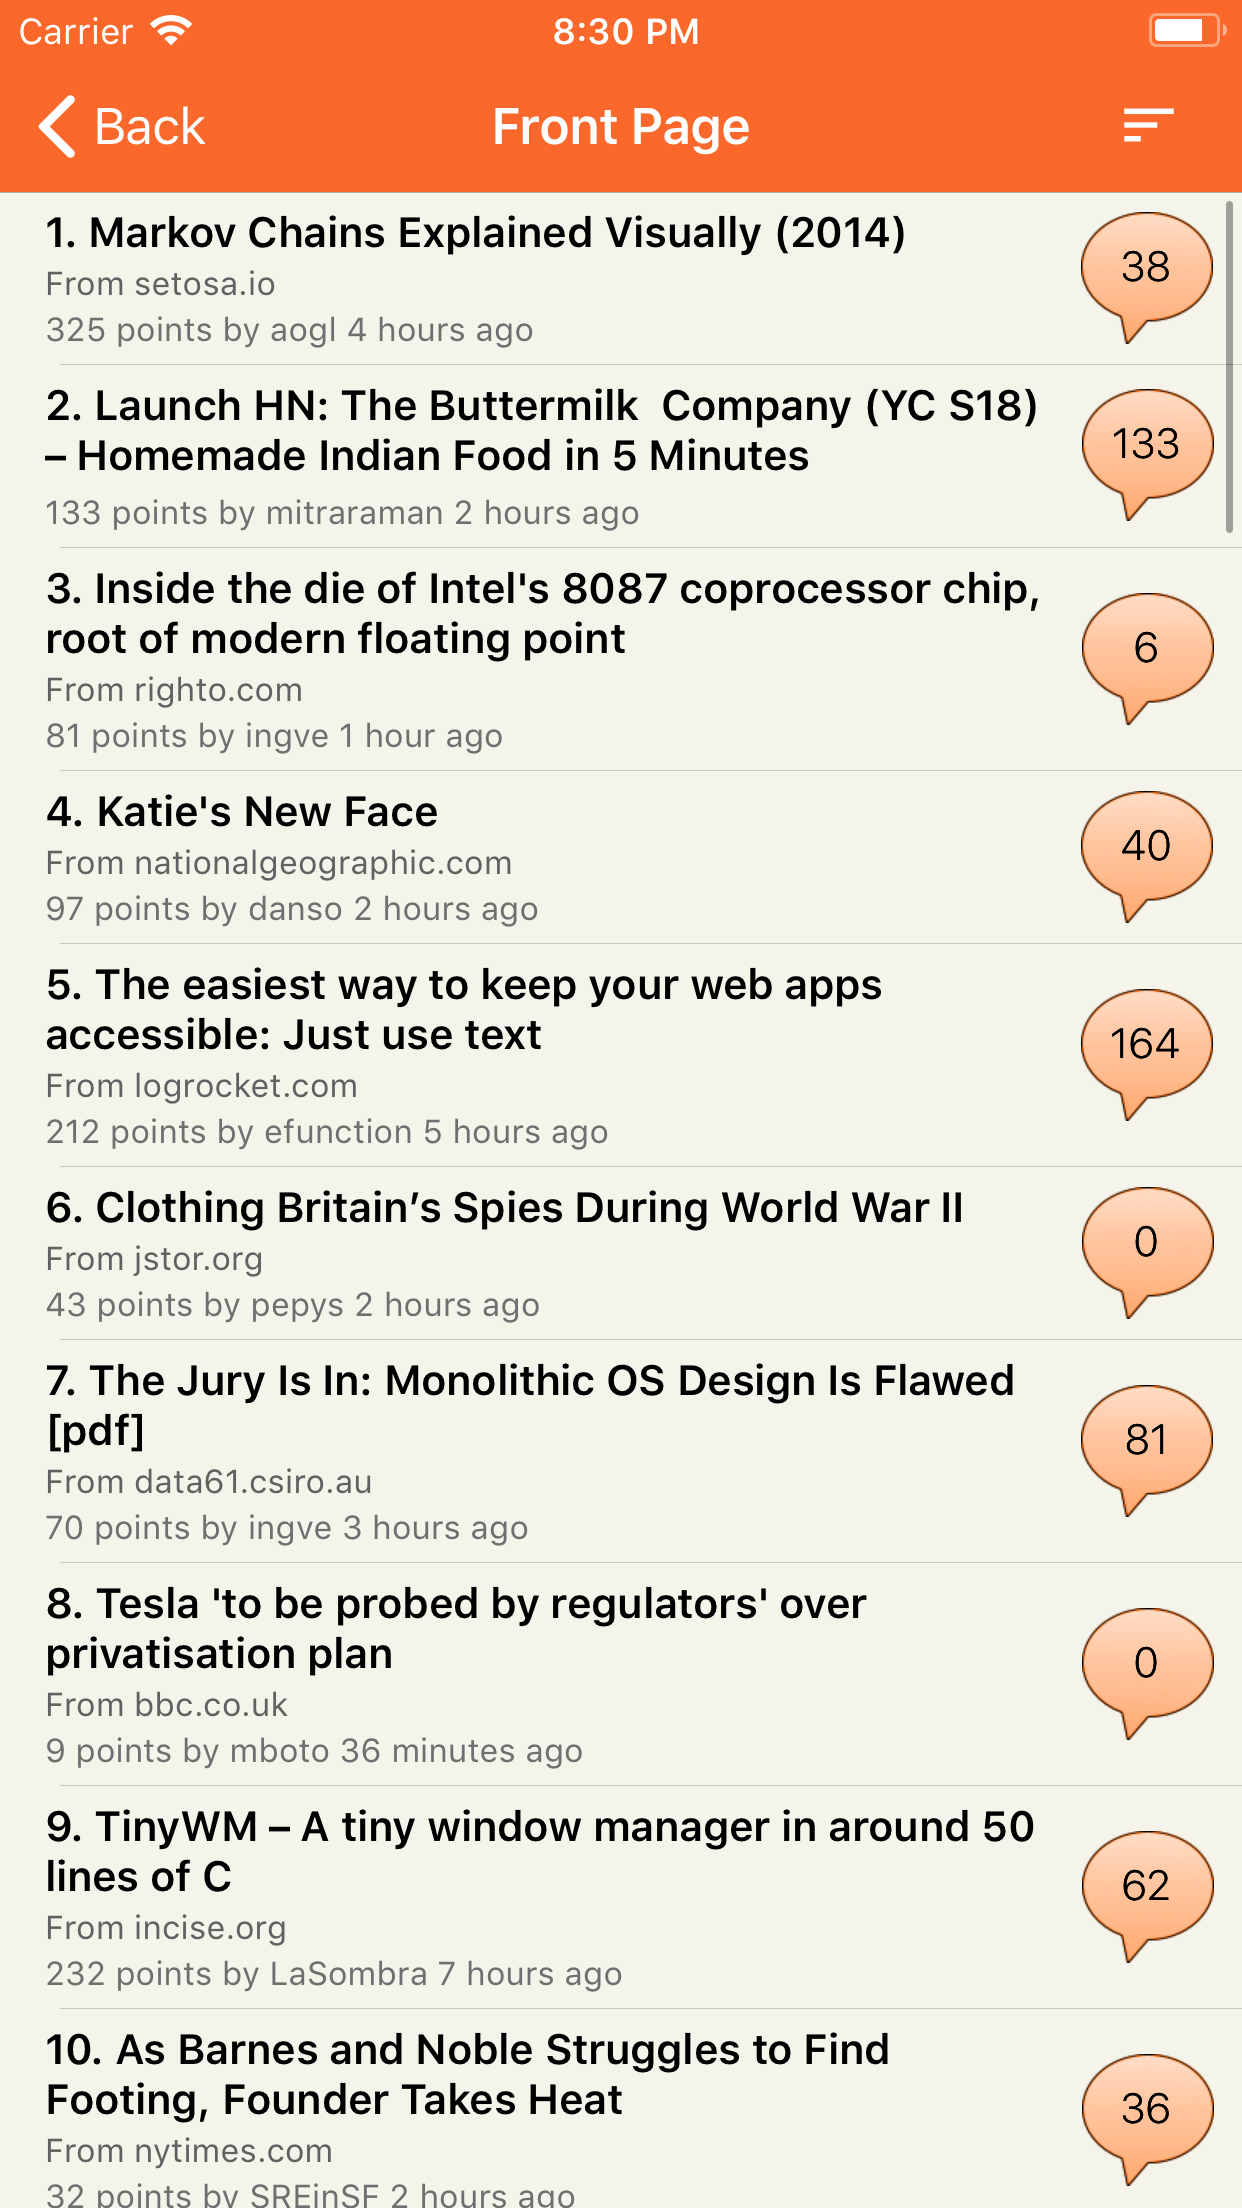 Carrier 8:30 PM
Back Front Page
1. Markov Chains Explained Visually (2014)
From setosa.io
325 points by aogl 4 hours ago
38
2. Launch HN: The Buttermilk  Company (YC S18)
– Homemade Indian Food in 5 Minutes
133 points by mitraraman 2 hours ago
133
3. Inside the die of Intel's 8087 coprocessor chip,
root of modern floating point
From righto.com
81 points by ingve 1 hour ago
6
4. Katie's New Face
From nationalgeographic.com
97 points by danso 2 hours ago
40
5. The easiest way to keep your web apps
accessible: Just use text
From logrocket.com
212 points by efunction 5 hours ago
164
6. Clothing Britain’s Spies During World War II
From jstor.org
43 points by pepys 2 hours ago
0
7. The Jury Is In: Monolithic OS Design Is Flawed
[pdf]
From data61.csiro.au
70 points by ingve 3 hours ago
81
8. Tesla 'to be probed by regulators' over
privatisation plan
From bbc.co.uk
9 points by mboto 36 minutes ago
0
9. TinyWM – A tiny window manager in around 50
lines of C
From incise.org
232 points by LaSombra 7 hours ago
62
10. As Barnes and Noble Struggles to Find
Footing, Founder Takes Heat
From nytimes.com
32 points by SREinSF 2 hours ago
36